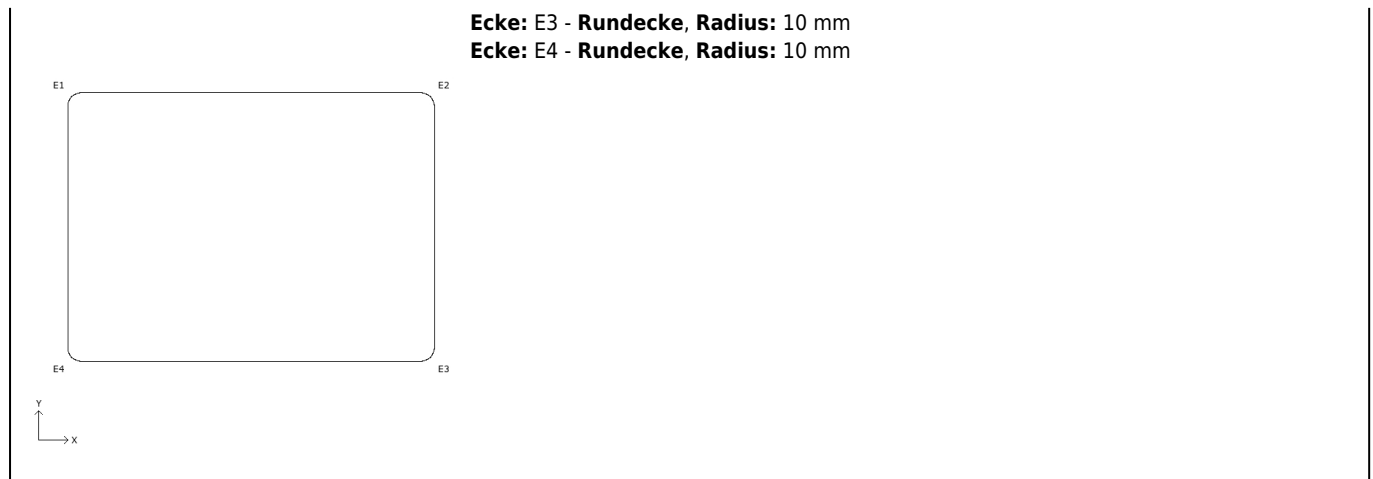 Ecke: E3 - Rundecke, Radius: 10 mm
Ecke: E4 - Rundecke, Radius: 10 mm
E1
E2
E4
E3
Y
X